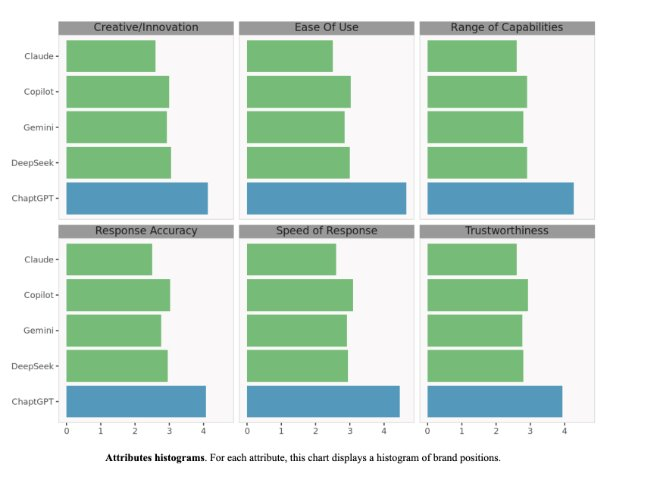 Creative/Innovation
Ease Of Use
Range of Capabilities
Claude
Copilot
Gemini
DeepSeek
ChaptGPT
Response Accuracy
Speed of Response
Trustworthiness
Claude
Copilot
Gemini
DeepSeek
ChaptGPT
0 1 2 3 4
0 1 2 3 4
0 1 2 3 4
Attributes histograms. For each attribute, this chart displays a histogram of brand positions.